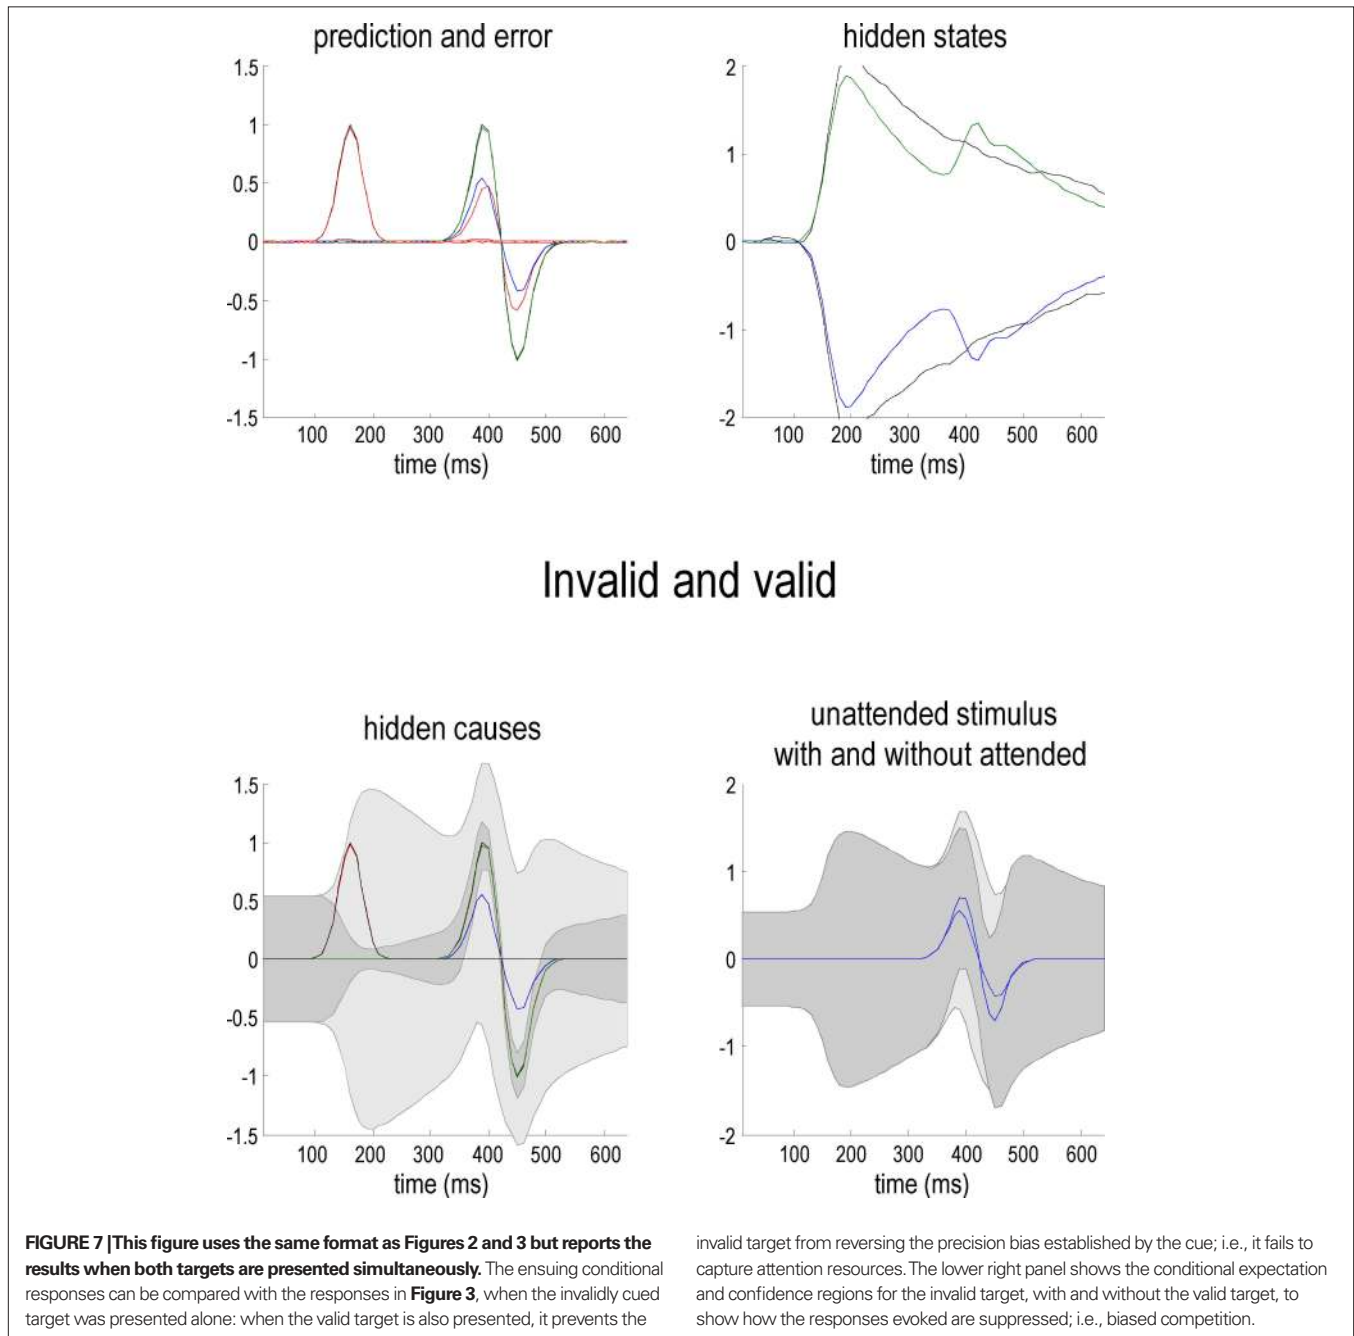 prediction and error
1.5
1
0.5
0
-0.5
-1
-1.5
100 200 300 400 500 600
time (ms)
hidden states
2
1
0
-1
-2
100 200 300 400 500 600
time (ms)
Invalid and valid
hidden causes
1.5
1
0.5
0
-0.5
-1
-1.5
100 200 300 400 500 600
time (ms)
unattended stimulus
with and without attended
2
1
0
-1
-2
100 200 300 400 500 600
time (ms)
FIGURE 7 | This figure uses the same format as Figures 2 and 3 but reports the
results when both targets are presented simultaneously. The ensuing conditional
responses can be compared with the responses in Figure 3, when the invalidly cued
target was presented alone: when the valid target is also presented, it prevents the
invalid target from reversing the precision bias established by the cue; i.e., it fails to
capture attention resources. The lower right panel shows the conditional expectation
and confidence regions for the invalid target, with and without the valid target, to
show how the responses evoked are suppressed; i.e., biased competition.